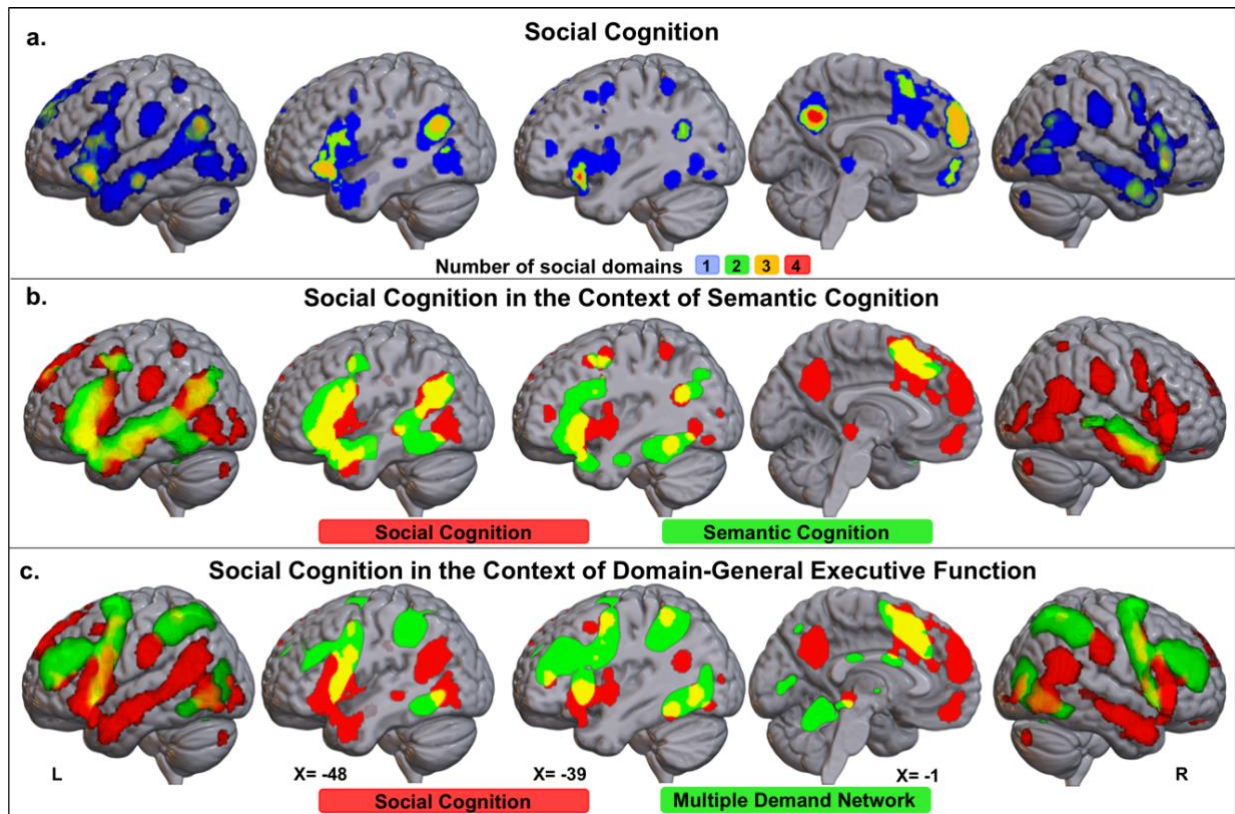 a.
Social Cognition
Number of social domains 1 2 3 4
b.
Social Cognition in the Context of Semantic Cognition
Social Cognition Semantic Cognition
c.
Social Cognition in the Context of Domain-General Executive Function
L X= -48 X= -39 X= -1 R
Social Cognition Multiple Demand Network